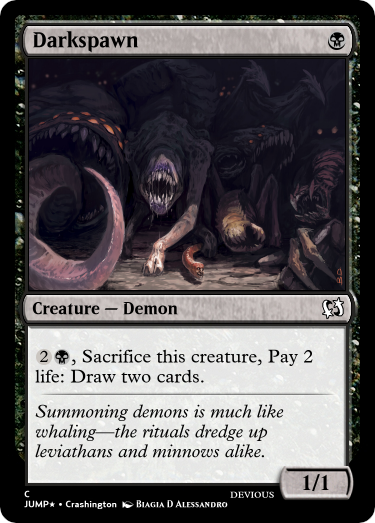 Darkspawn
Creature — Demon
2, Sacrifice this creature, Pay 2
life: Draw two cards.
Summoning demons is much like
whaling—the rituals dredge up
leviathans and minnows alike.
1/1
C
DEVIOUS
JUMP★ • Crashington Biagia D Alessandro